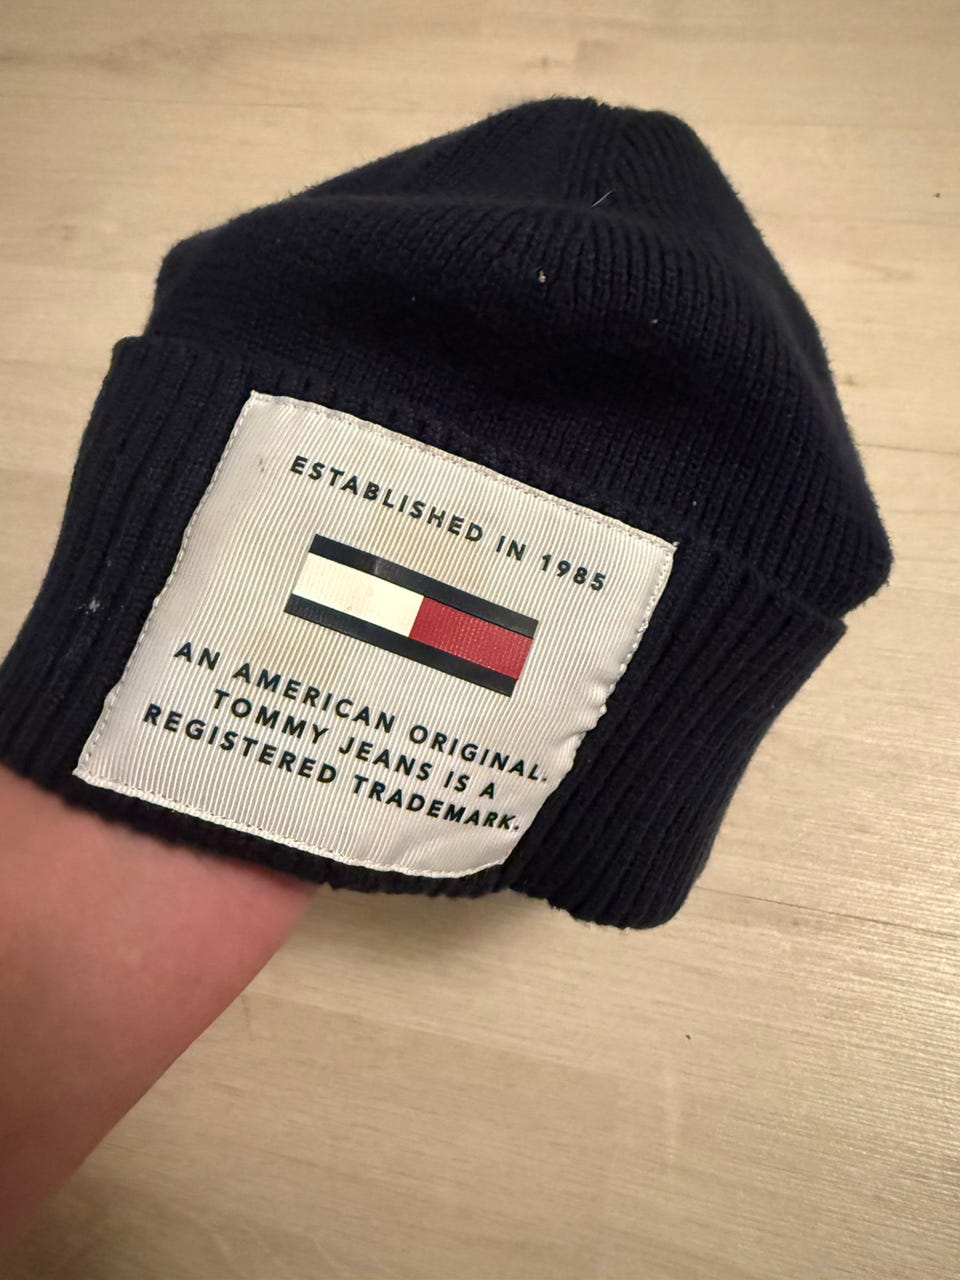 ESTABLISHED IN 1985
AN AMERICAN ORIGINAL.
TOMMY JEANS IS A
REGISTERED TRADEMARK.